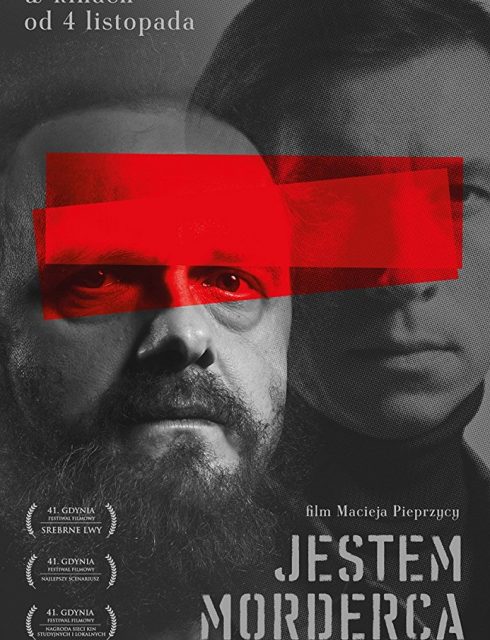 w kinach
od 4 listopada
film Macieja Pieprzycy
JESTEM
MORDERCA
41. GDYNIA
FESTIWAL FILMOWY
SREBRNE LWY
41. GDYNIA
FESTIWAL FILMOWY
NAJLEPSZY SCENARIUSZ
41. GDYNIA
FESTIWAL FILMOWY
NAGRODA SIECI KIN
STUDYJNYCH I LOKALNYCH